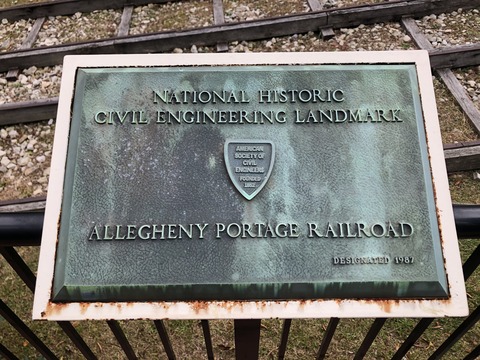 NATIONAL HISTORIC
CIVIL ENGINEERING LANDMARK
AMERICAN
SOCIETY OF
CIVIL
ENGINEERS
FOUNDED
1852
ALLEGHENY PORTAGE RAILROAD
DESIGNATED 1987